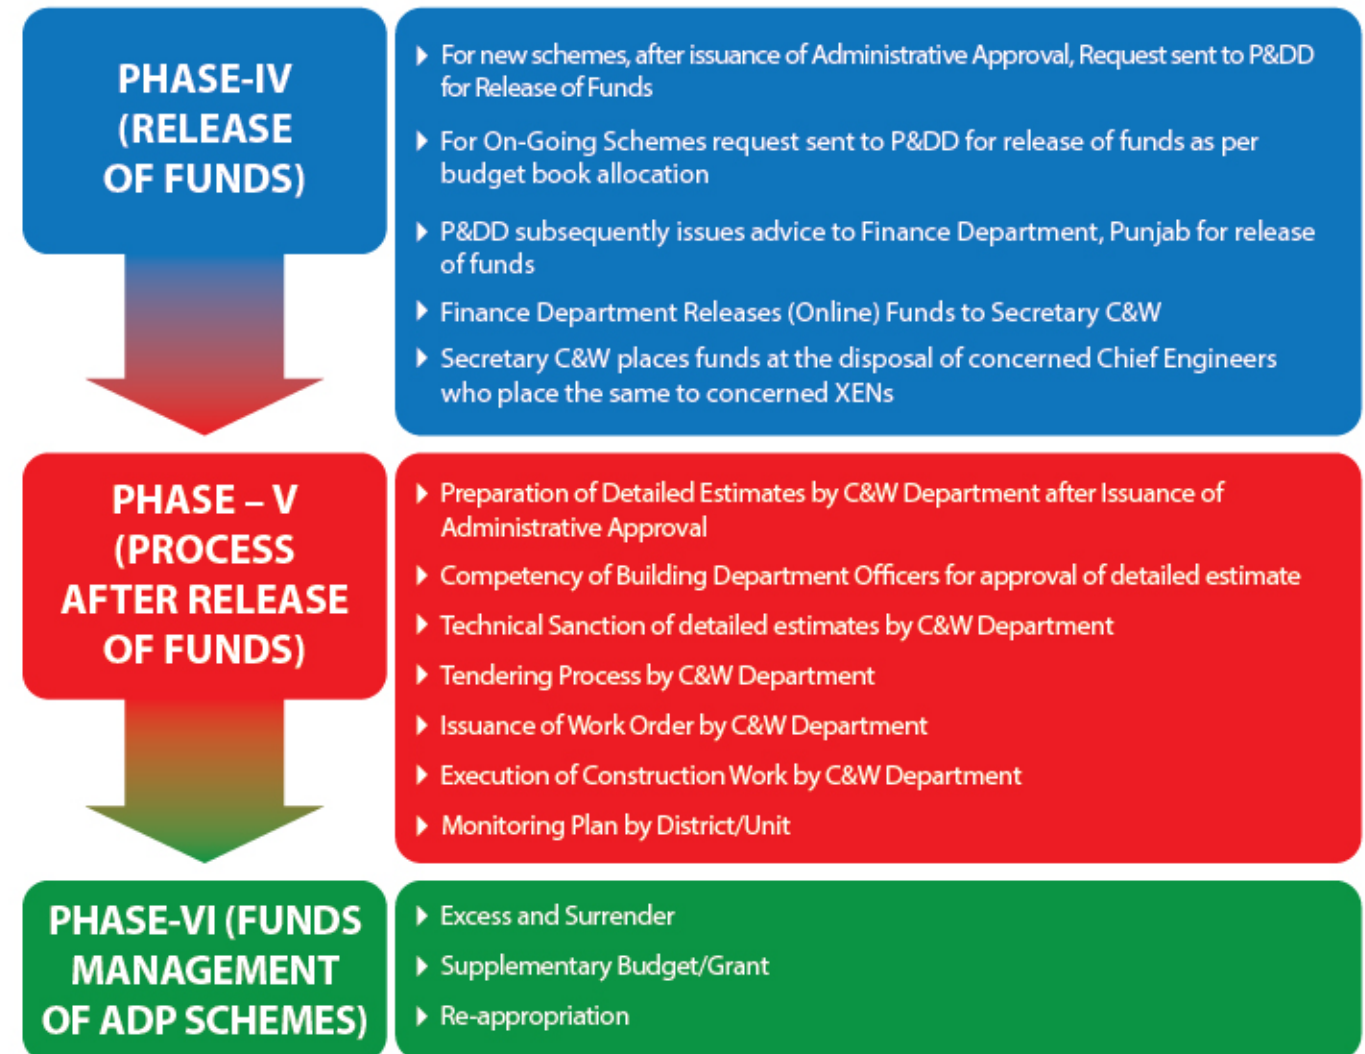 PHASE-IV
(RELEASE
OF FUNDS)
For new schemes, after issuance of Administrative Approval, Request sent to P&DD
for Release of Funds
For On-Going Schemes request sent to P&DD for release of funds as per
budget book allocation
P&DD subsequently issues advice to Finance Department, Punjab for release
of funds
Finance Department Releases (Online) Funds to Secretary C&W
Secretary C&W places funds at the disposal of concerned Chief Engineers
who place the same to concerned XENs
PHASE – V
(PROCESS
AFTER RELEASE
OF FUNDS)
Preparation of Detailed Estimates by C&W Department after Issuance of
Administrative Approval
Competency of Building Department Officers for approval of detailed estimate
Technical Sanction of detailed estimates by C&W Department
Tendering Process by C&W Department
Issuance of Work Order by C&W Department
Execution of Construction Work by C&W Department
Monitoring Plan by District/Unit
PHASE-VI (FUNDS
MANAGEMENT
OF ADP SCHEMES)
Excess and Surrender
Supplementary Budget/Grant
Re-appropriation